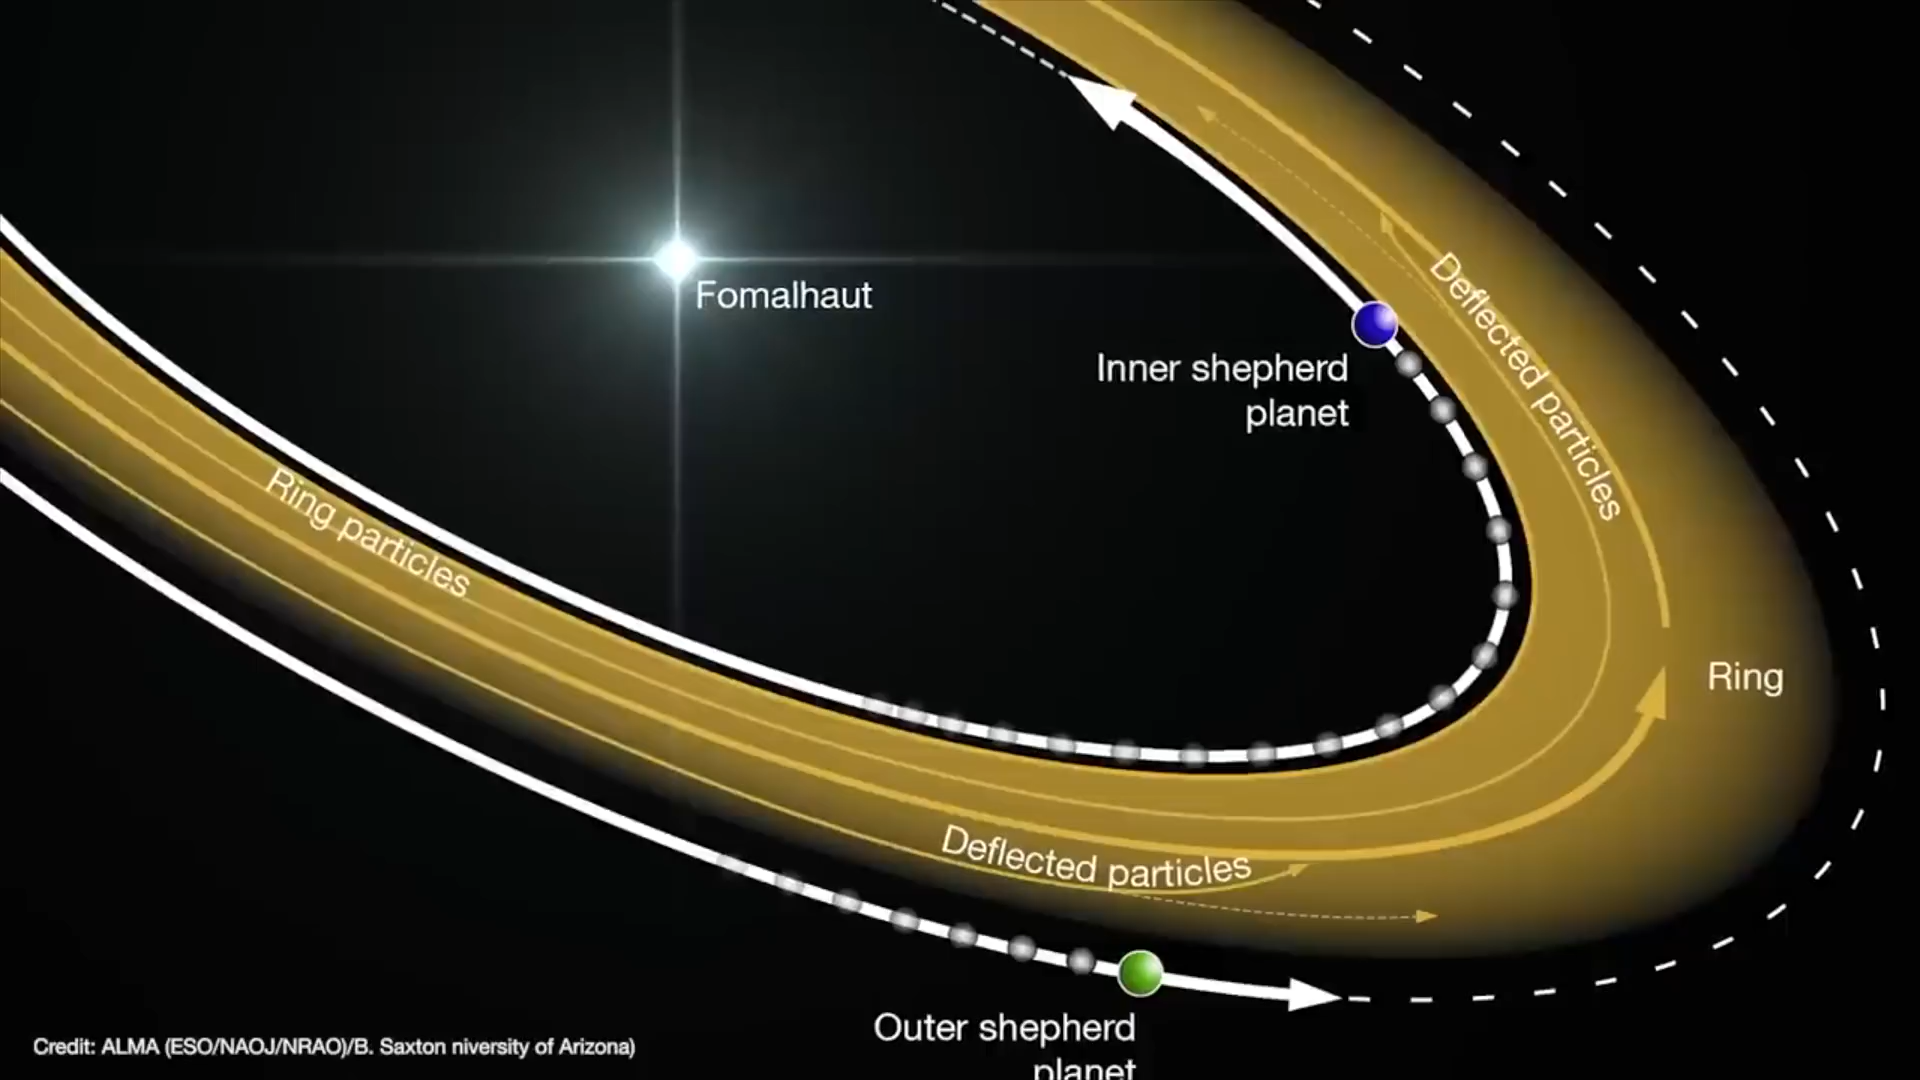 Fomalhaut
Deflected particles
Inner shepherd
planet
Ring particles
Ring
Deflected particles
Outer shepherd
planet
Credit: ALMA (ESO/NAOJ/NRAO)/B. Saxton niversity of Arizona)